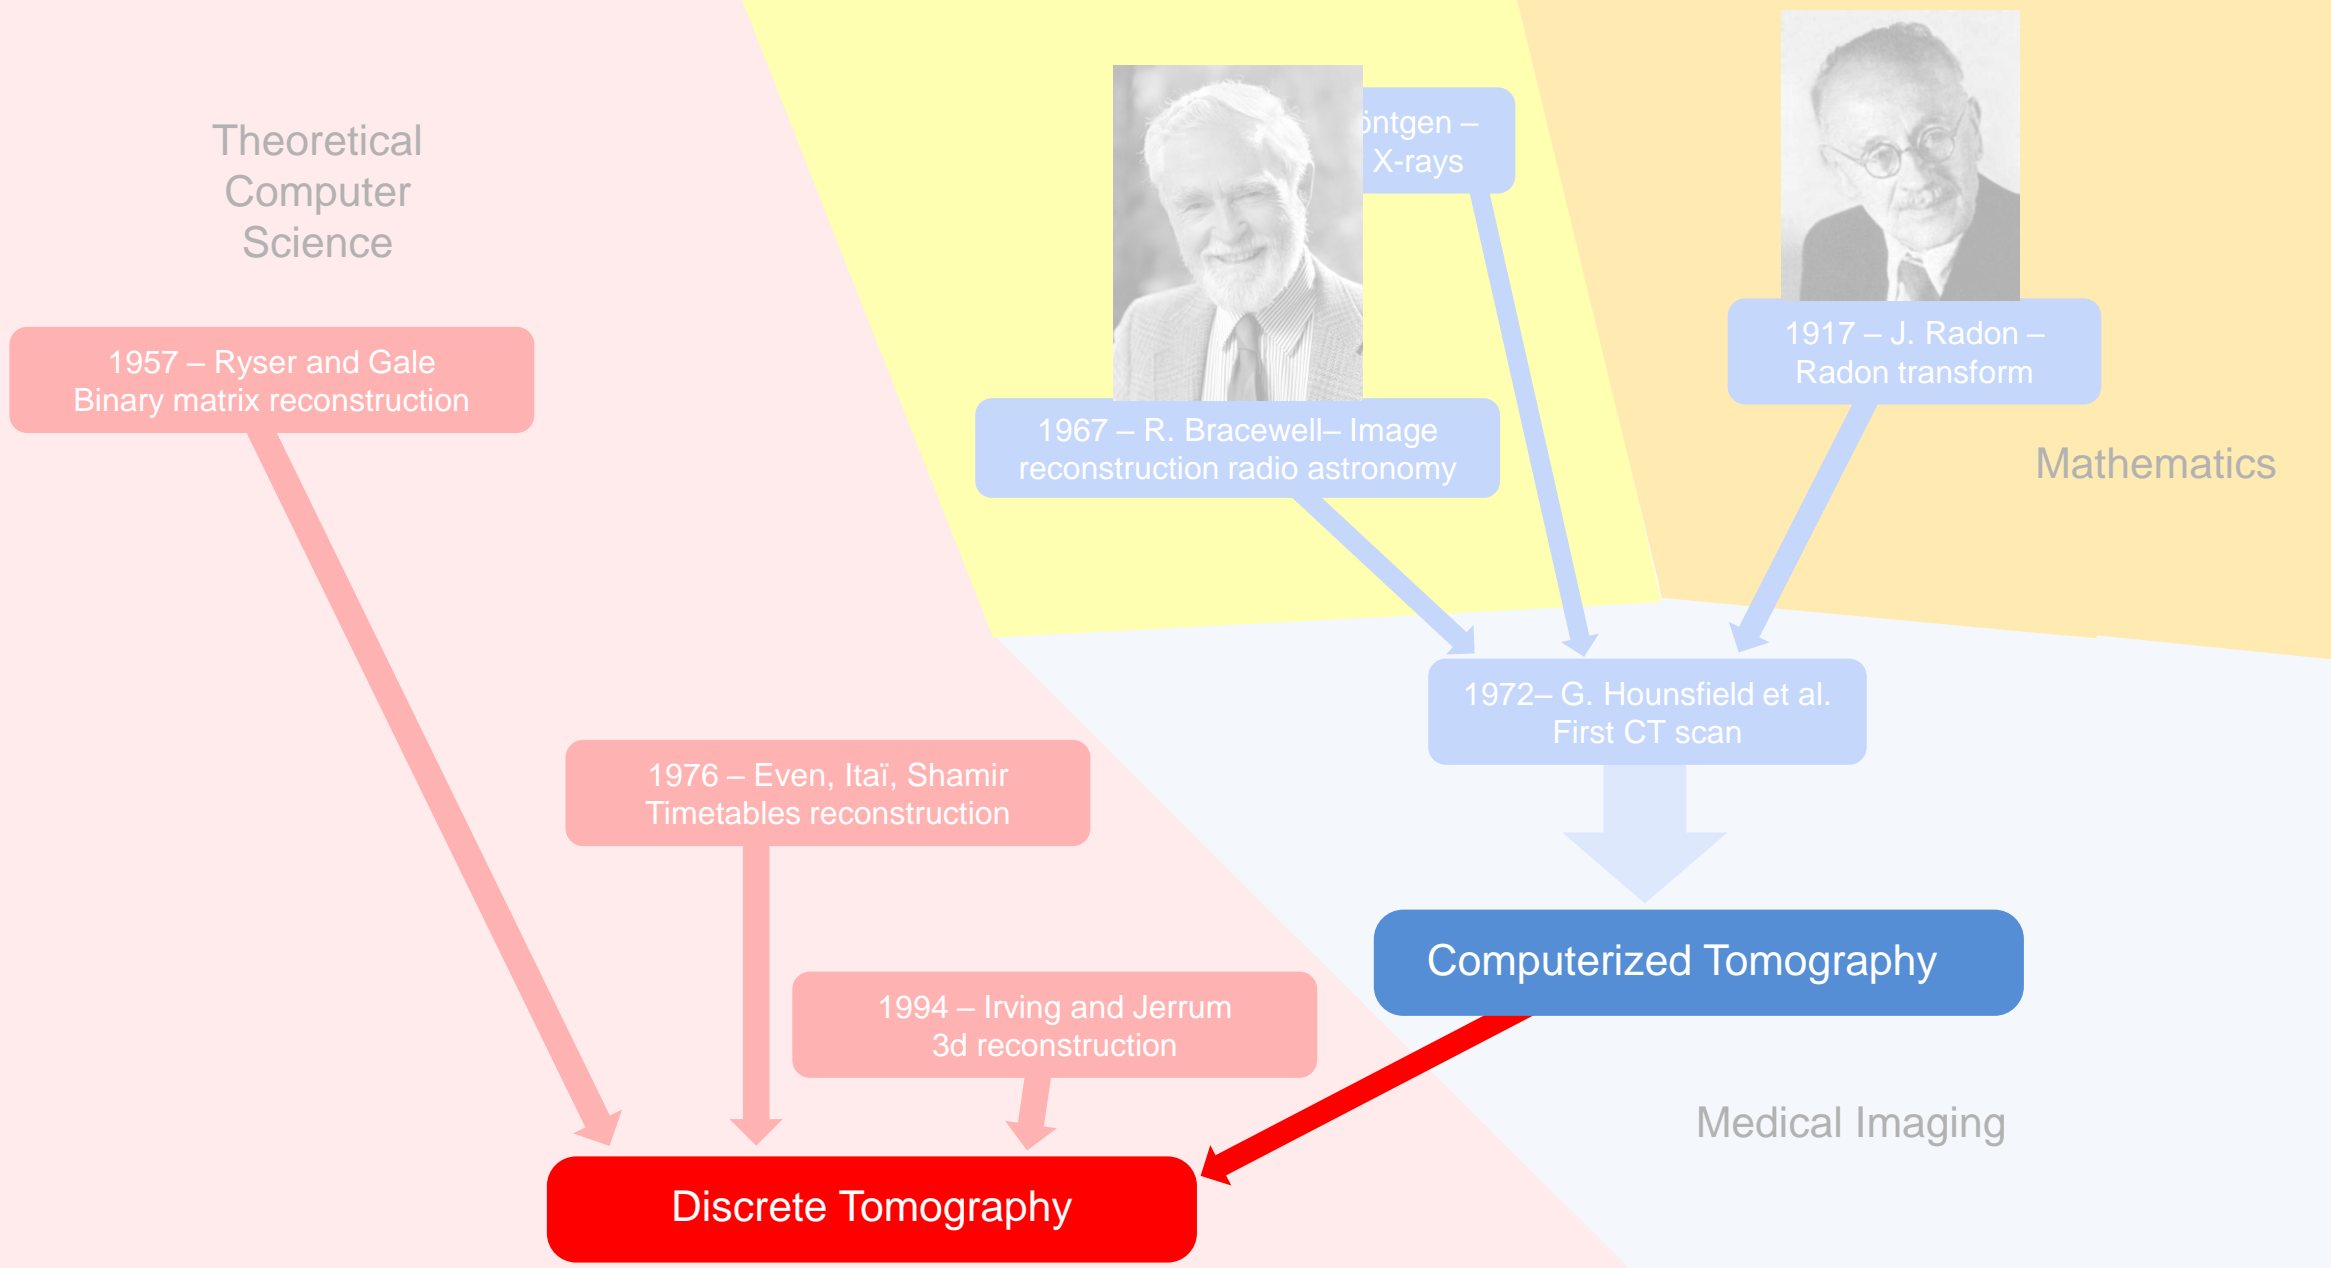 Theoretical
Computer
Science
öntgen –
X-rays
1917 – J. Radon –
Radon transform
1957 – Ryser and Gale
Binary matrix reconstruction
1967 – R. Bracewell– Image
reconstruction radio astronomy
Mathematics
1972– G. Hounsfield et al.
First CT scan
1976 – Even, Itaï, Shamir
Timetables reconstruction
Computerized Tomography
1994 – Irving and Jerrum
3d reconstruction
Medical Imaging
Discrete Tomography